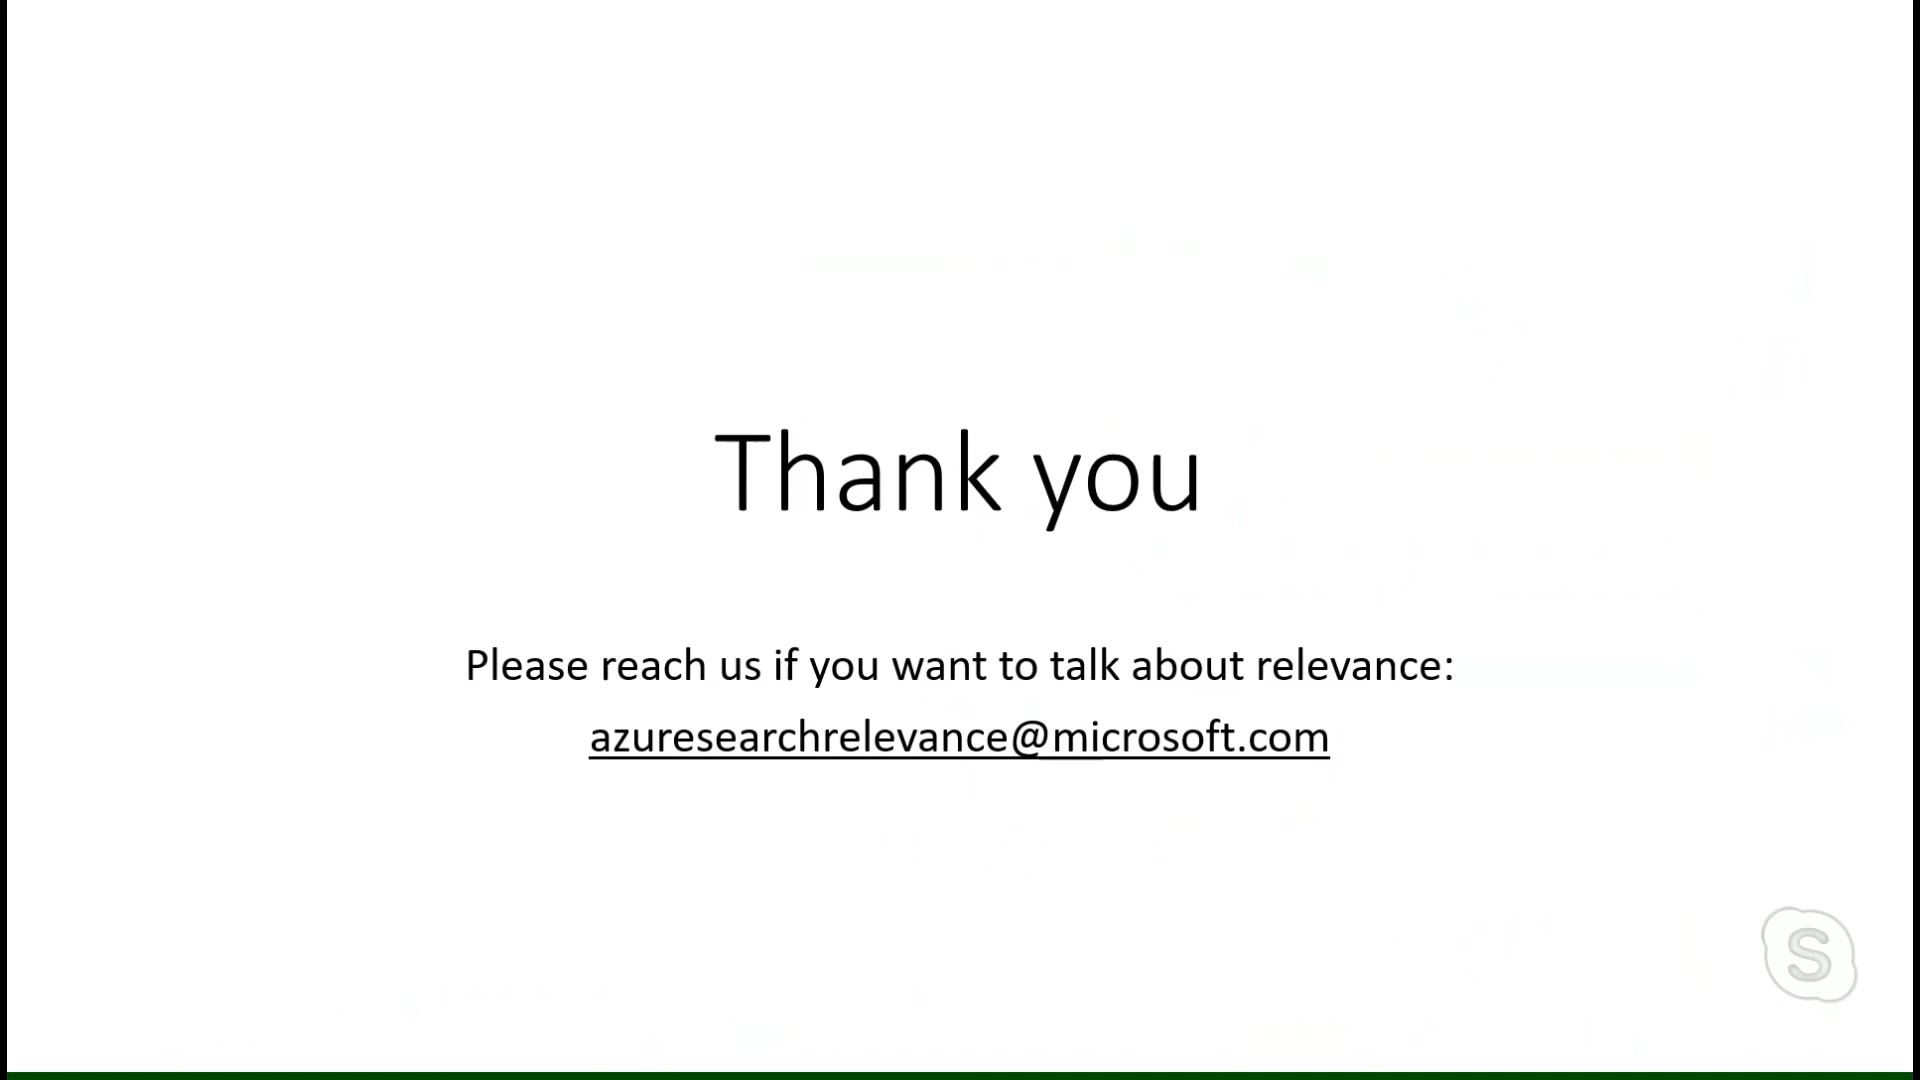 Thank you
Please reach us if you want to talk about relevance:
azuresearchrelevance@microsoft.com
S